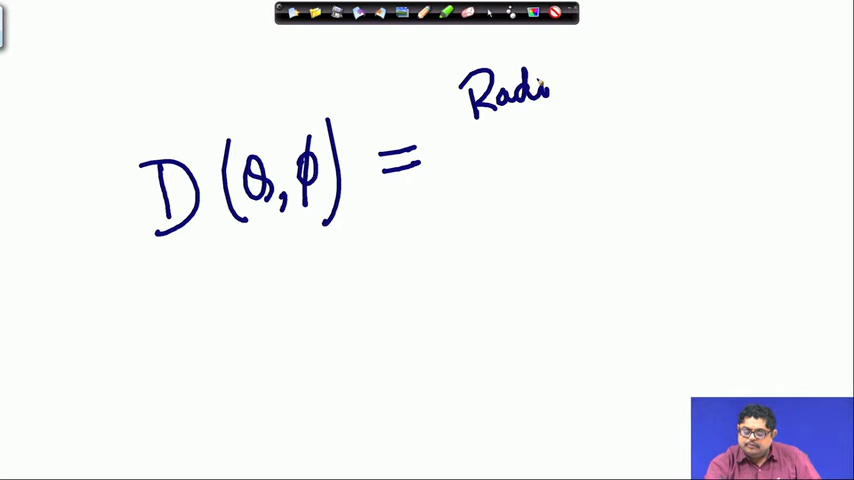 Radi
D(θ, φ) =